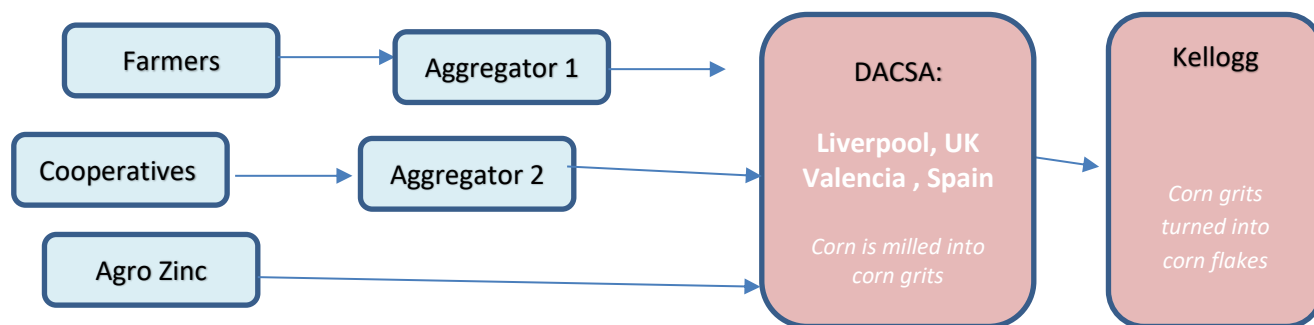 Farmers
Aggregator 1
Cooperatives
Aggregator 2
Agro Zinc
DACSA:
Liverpool, UK
Valencia , Spain
Corn is milled into
corn grits
Kellogg
Corn grits
turned into
corn flakes